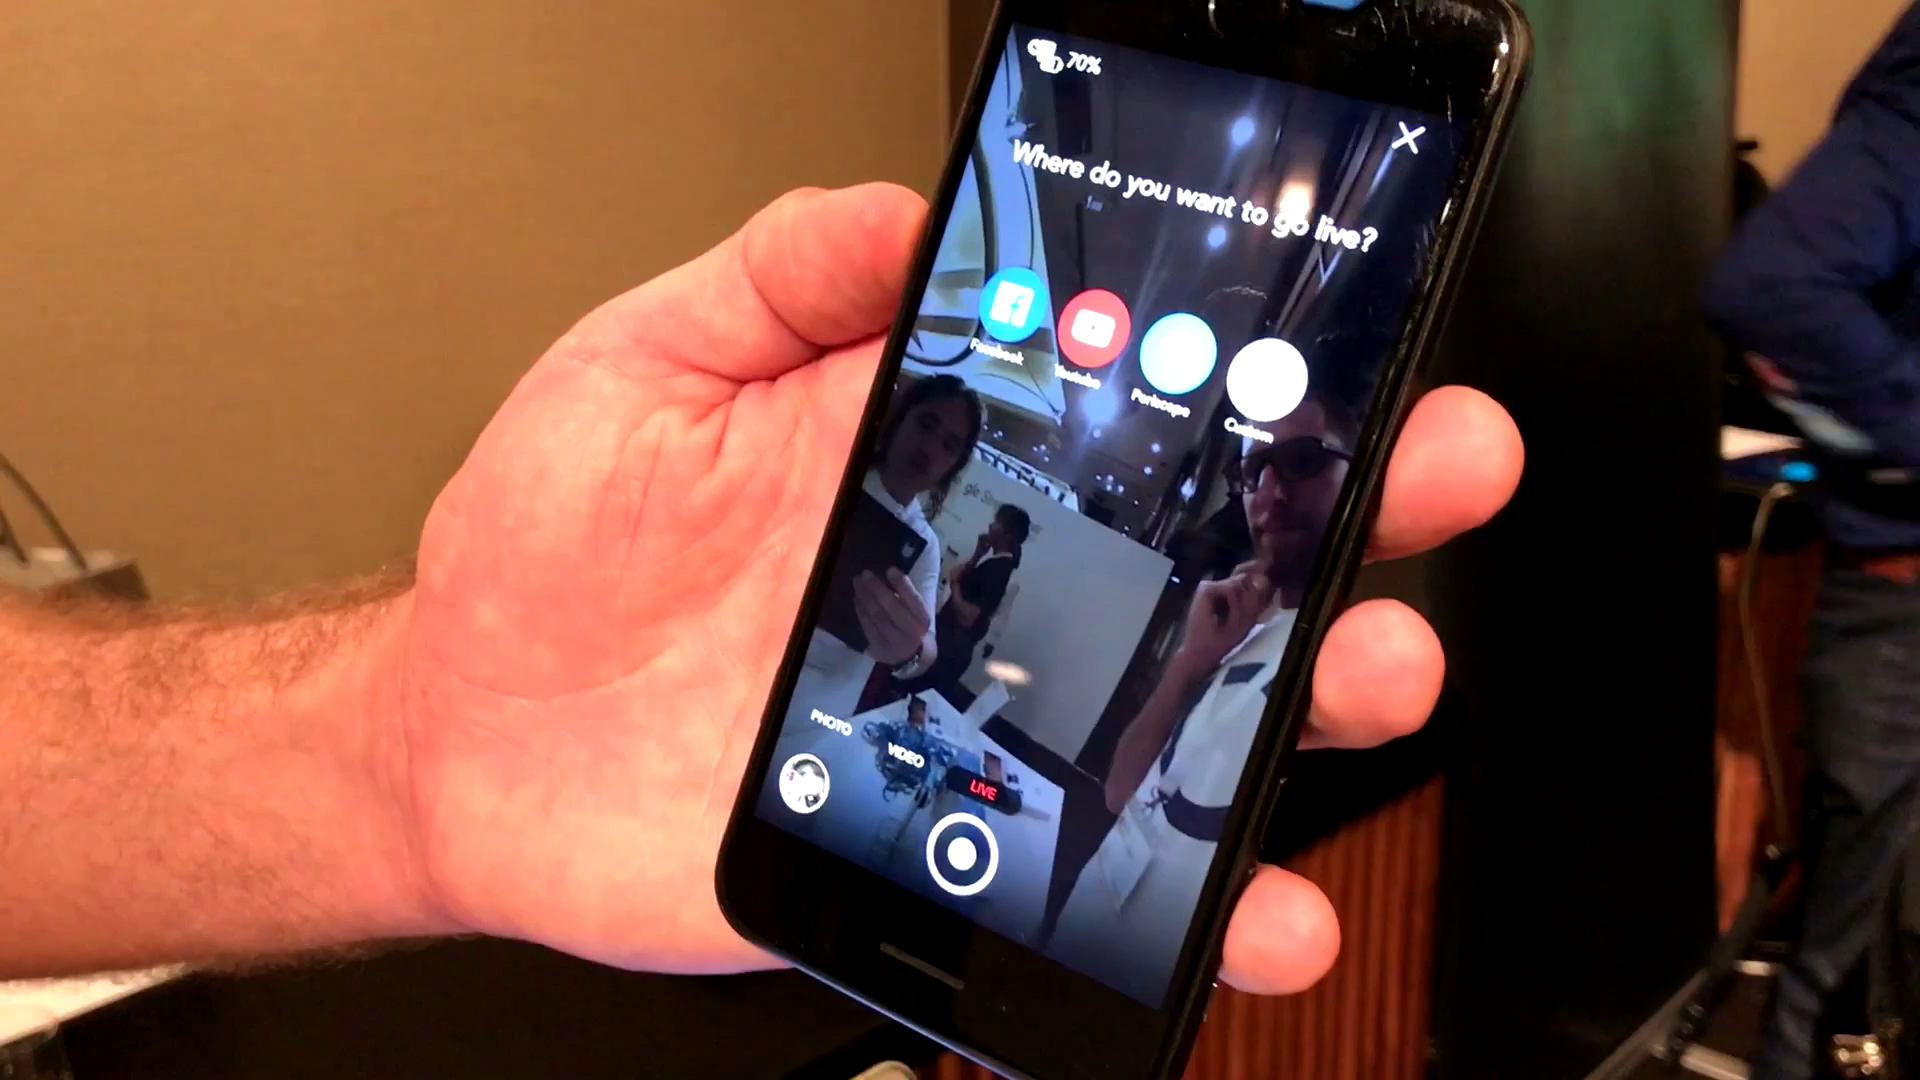 70%
Where do you want to go live?
Facebook
Youtube
Periscope
Custom
PHOTO
VIDEO
LIVE